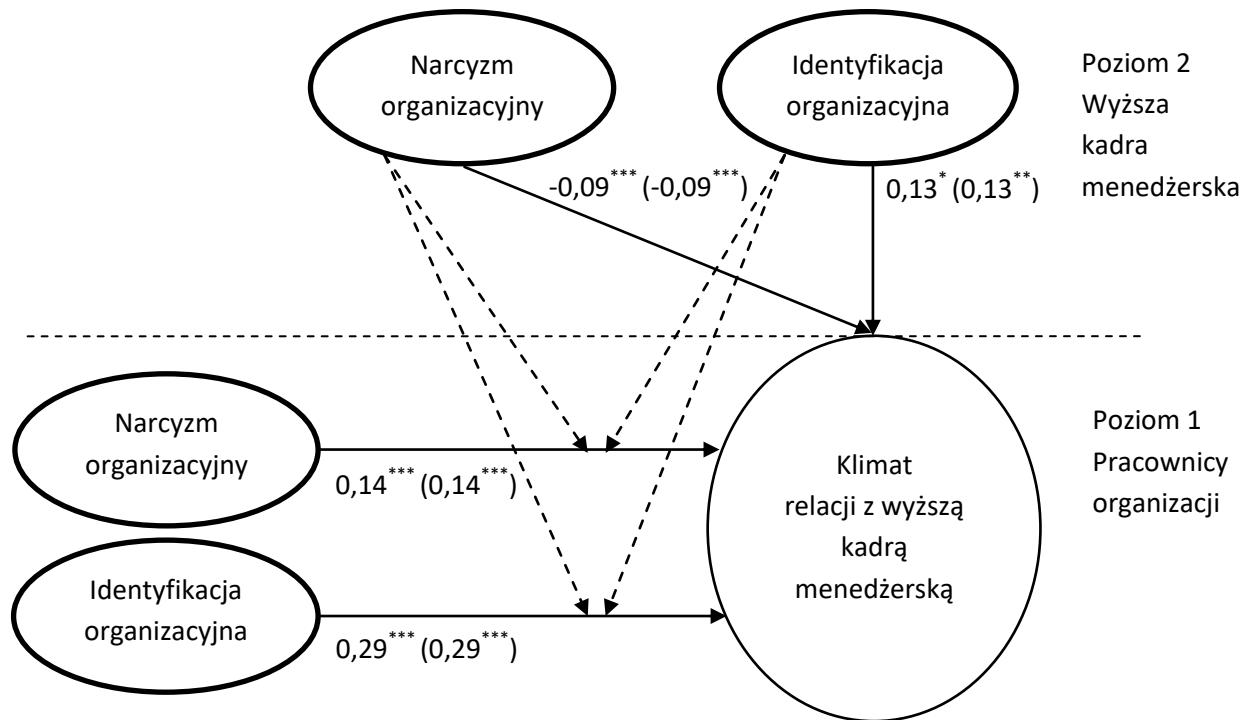 Narcyzm
organizacyjny
Identyfikacja
organizacyjna
Poziom 2
Wyższa
kadra
menedżerska
-0,09*** (-0,09***)
0,13* (0,13**)
Narcyzm
organizacyjny
0,14*** (0,14***)
Identyfikacja
organizacyjna
0,29*** (0,29***)
Klimat
relacji z wyższą
kadrą
menedżerską
Poziom 1
Pracownicy
organizacji